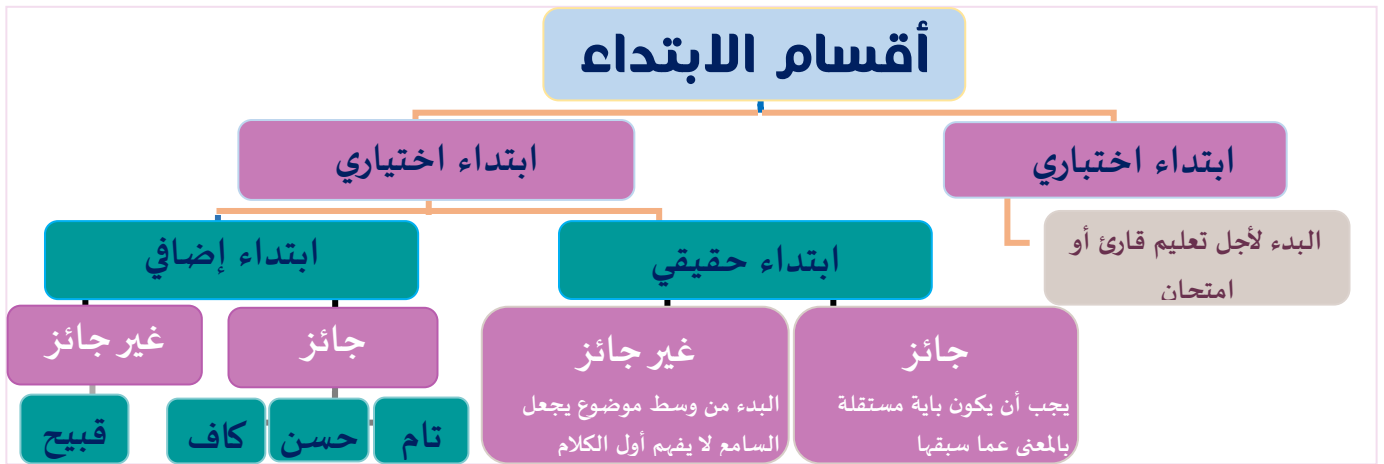 أقسام الابتداء
ابتداء اختباري
ابتداء اختياري
البدء لأجل تعليم قارئ أو
امتحان
ابتداء حقيقي
ابتداء إضافي
جائز
يجب أن يكون باية مستقلة
بالمعنى عما سبقها
غير جائز
البدء من وسط موضوع يجعل
السامع لا يفهم أول الكلام
جائز
غير جائز
تام
حسن
كاف
قبيح